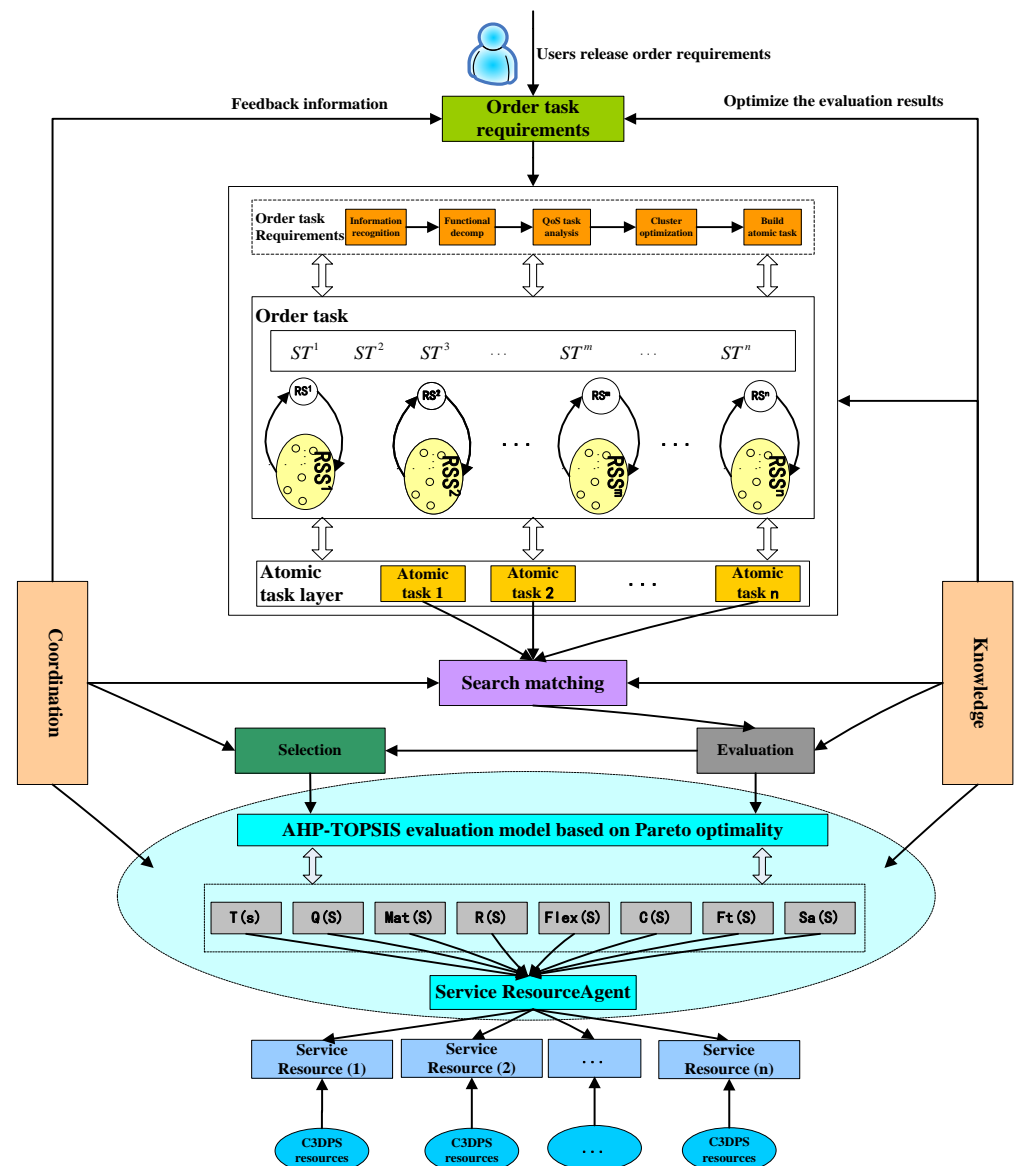 Users release order requirements
Feedback information
Optimize the evaluation results
Order task
requirements
Order task
Requirements
Information
recognition
Functional
decomp
QoS task
analysis
Cluster
optimization
Build
atomic task
Order task
ST¹ ST² ST³ ... STᵐ ... STⁿ
RS¹ RS² RSᵐ RSⁿ
RSS1 RSS2 ... RSSm ... RSSn
Atomic
task layer
Atomic
task 1
Atomic
task 2
...
Atomic
task n
Coordination
Knowledge
Search matching
Selection
Evaluation
AHP-TOPSIS evaluation model based on Pareto optimality
T(s) Q(S) Mat(S) R(S) Flex(S) C(S) Ft(S) Sa(S)
Service ResourceAgent
Service
Resource (1)
Service
Resource (2)
...
Service
Resource (n)
C3DPS
resources
C3DPS
resources
...
C3DPS
resources